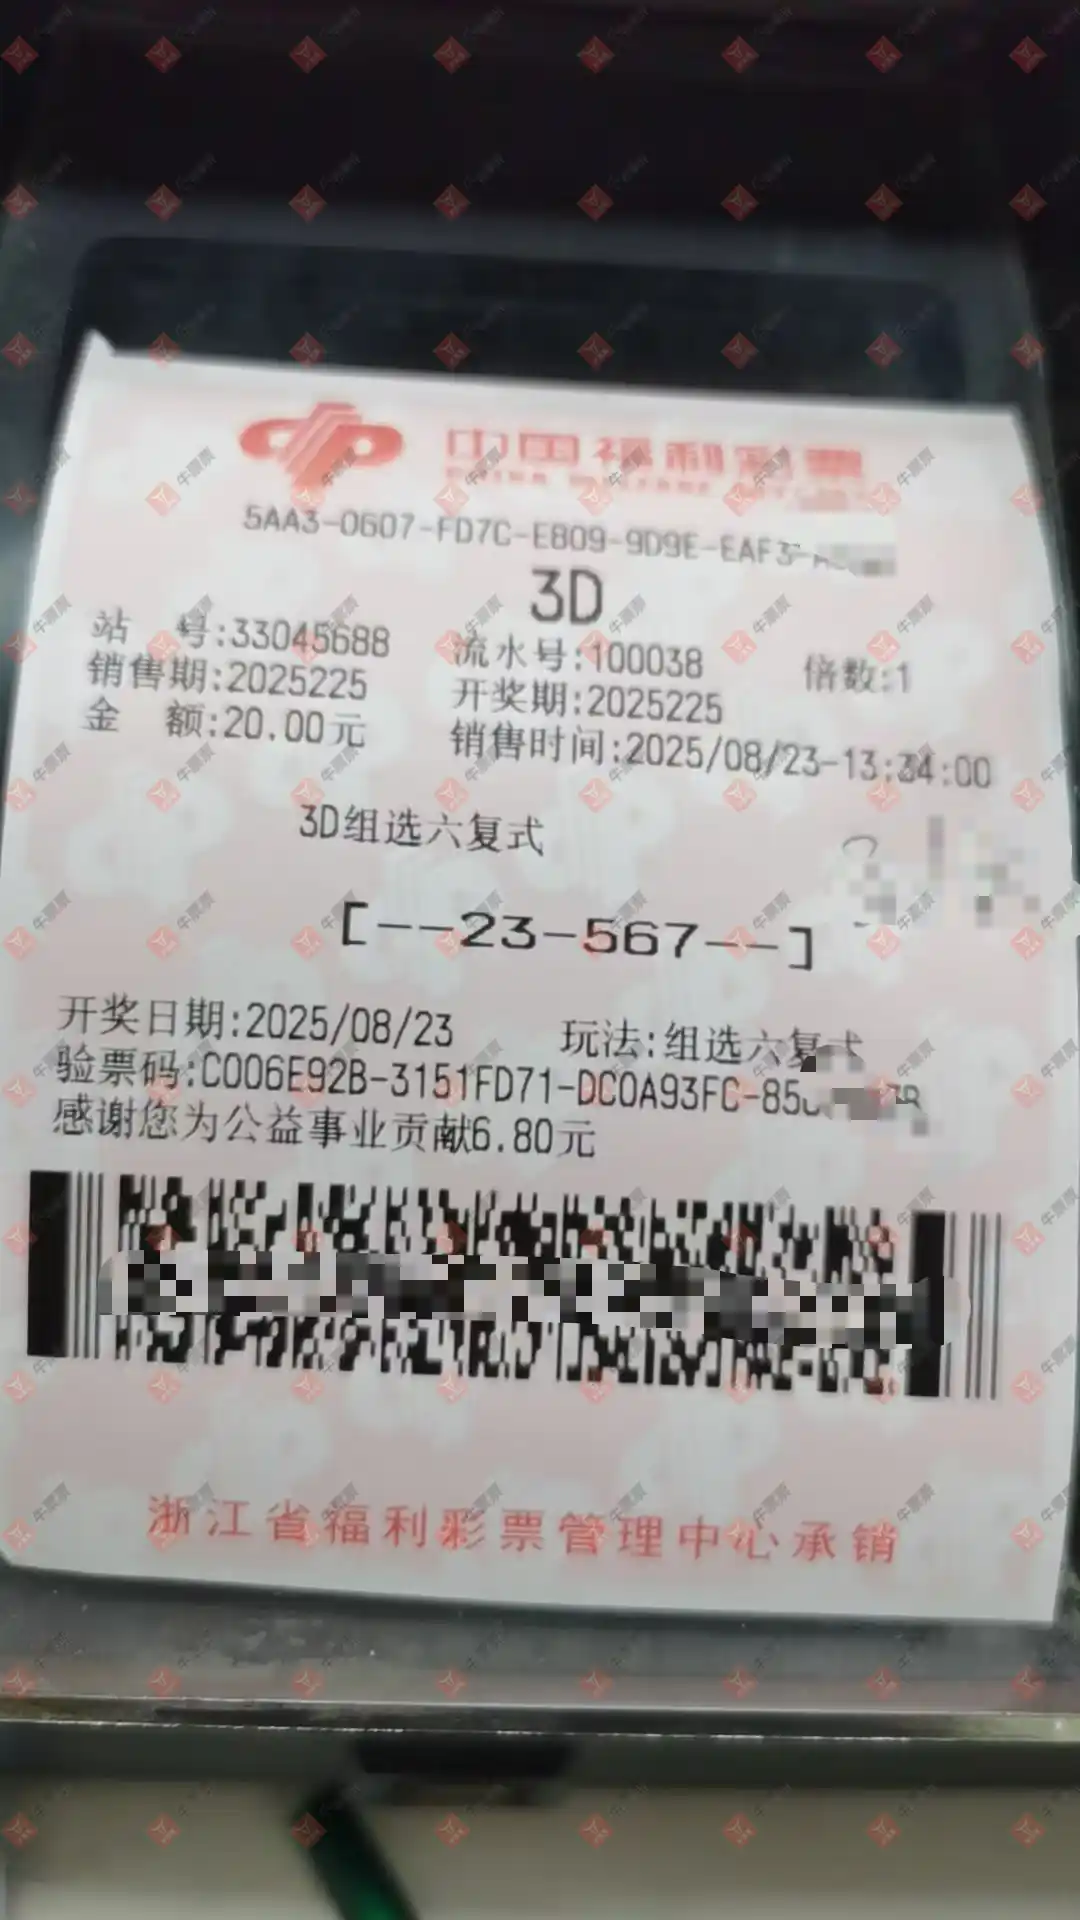 中国福利彩票
5AA3-0607-FD7C-E809-9D9E-EAF3-
3D
站 号:33045688 流水号:100038 倍数:1
销售期:2025225 开奖期:2025225
金 额:20.00元 销售时间:2025/08/23-13:34:00
3D组选六复式
[--23-567--]
开奖日期:2025/08/23 玩法:组选六复式
验票码:C006E92B-3151FD71-DC0A93FC-85
感谢您为公益事业贡献6.80元
浙江省福利彩票管理中心承销
牛票票